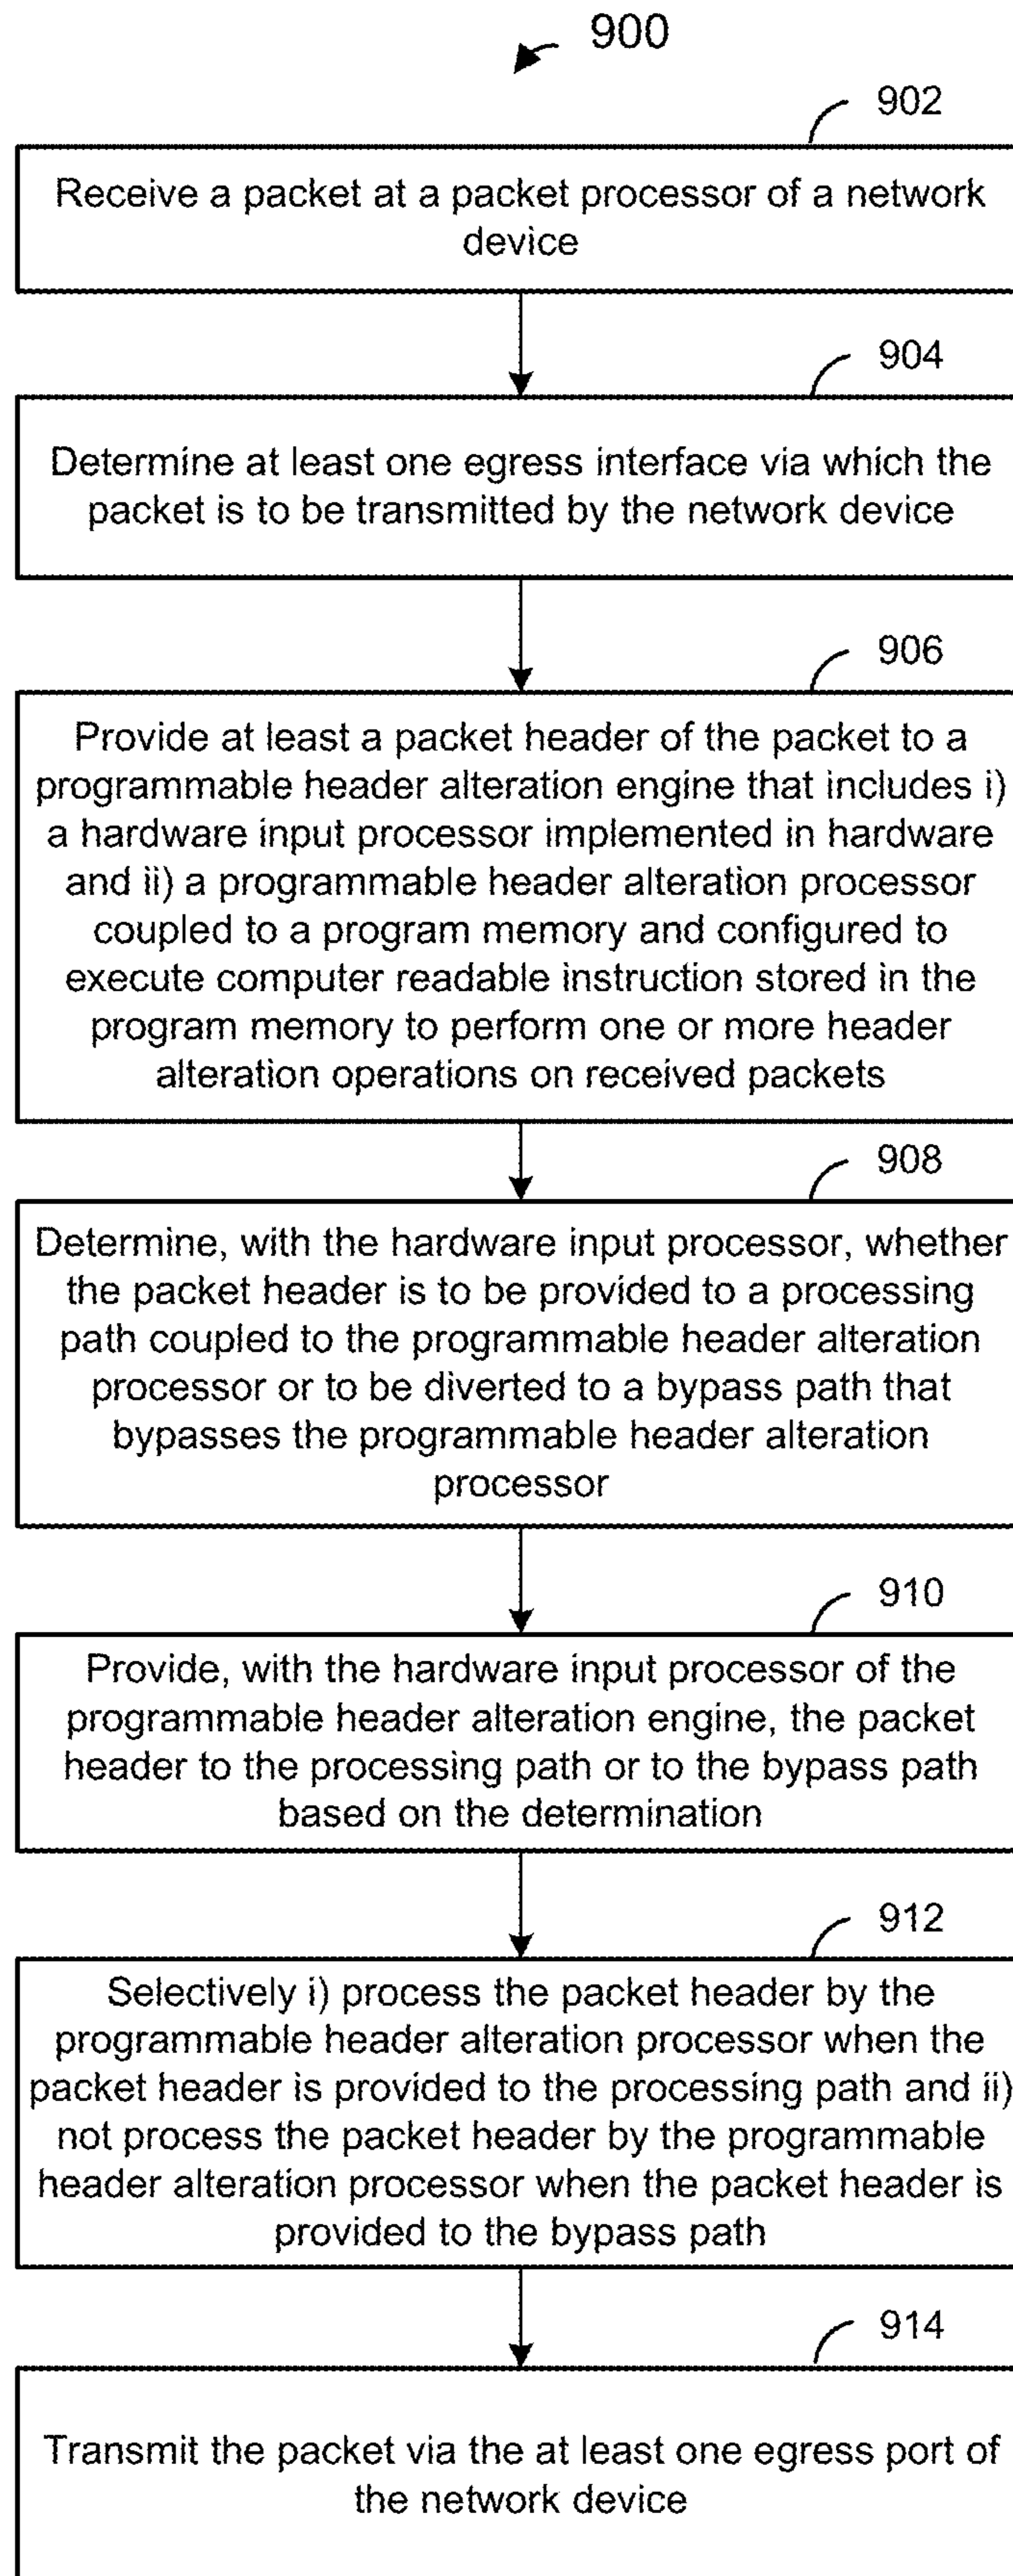 900
902
Receive a packet at a packet processor of a network
device
904
Determine at least one egress interface via which the
packet is to be transmitted by the network device
906
Provide at least a packet header of the packet to a
programmable header alteration engine that includes i)
a hardware input processor implemented in hardware
and ii) a programmable header alteration processor
coupled to a program memory and configured to
execute computer readable instruction stored in the
program memory to perform one or more header
alteration operations on received packets
908
Determine, with the hardware input processor, whether
the packet header is to be provided to a processing
path coupled to the programmable header alteration
processor or to be diverted to a bypass path that
bypasses the programmable header alteration
processor
910
Provide, with the hardware input processor of the
programmable header alteration engine, the packet
header to the processing path or to the bypass path
based on the determination
912
Selectively i) process the packet header by the
programmable header alteration processor when the
packet header is provided to the processing path and ii)
not process the packet header by the programmable
header alteration processor when the packet header is
provided to the bypass path
914
Transmit the packet via the at least one egress port of
the network device